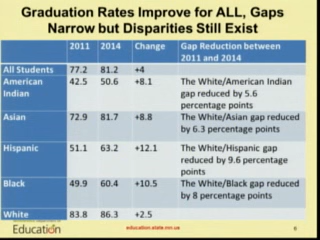 Graduation Rates Improve for ALL, Gaps
Narrow but Disparities Still Exist
2011 2014 Change Gap Reduction between
2011 and 2014
All Students 77.2 81.2 +4
American
Indian 42.5 50.6 +8.1 The White/American Indian
gap reduced by 5.6
percentage points
Asian 72.9 81.7 +8.8 The White/Asian gap reduced
by 6.3 percentage points
Hispanic 51.1 63.2 +12.1 The White/Hispanic gap
reduced by 9.6 percentage
points
Black 49.9 60.4 +10.5 The White/Black gap reduced
by 8 percentage points
White 83.8 86.3 +2.5
Education education.state.mn.us 6